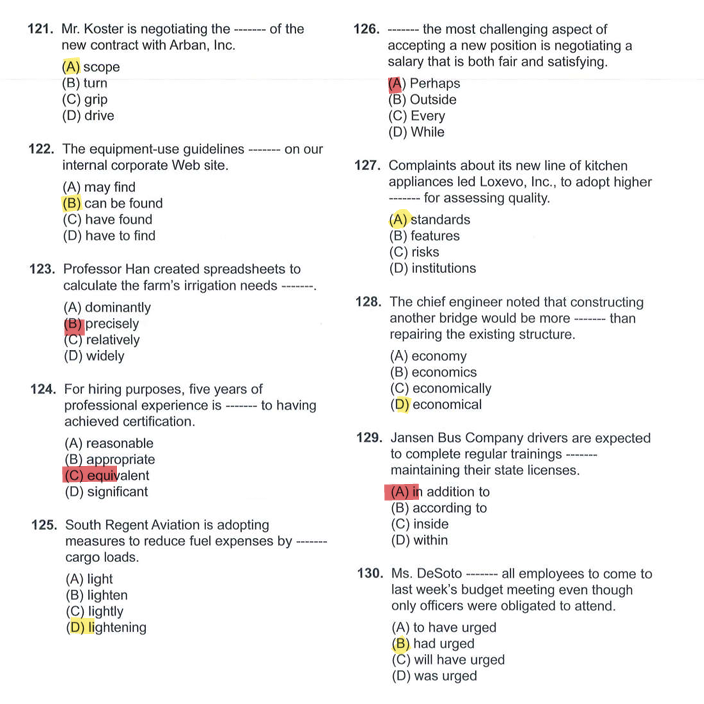 121. Mr. Koster is negotiating the ------- of the
new contract with Arban, Inc.
(A) scope
(B) turn
(C) grip
(D) drive
122. The equipment-use guidelines ------- on our
internal corporate Web site.
(A) may find
(B) can be found
(C) have found
(D) have to find
123. Professor Han created spreadsheets to
calculate the farm's irrigation needs -------.
(A) dominantly
(B) precisely
(C) relatively
(D) widely
124. For hiring purposes, five years of
professional experience is ------- to having
achieved certification.
(A) reasonable
(B) appropriate
(C) equivalent
(D) significant
125. South Regent Aviation is adopting
measures to reduce fuel expenses by -------
cargo loads.
(A) light
(B) lighten
(C) lightly
(D) lightening
126. ------- the most challenging aspect of
accepting a new position is negotiating a
salary that is both fair and satisfying.
(A) Perhaps
(B) Outside
(C) Every
(D) While
127. Complaints about its new line of kitchen
appliances led Loxevo, Inc., to adopt higher
------- for assessing quality.
(A) standards
(B) features
(C) risks
(D) institutions
128. The chief engineer noted that constructing
another bridge would be more ------- than
repairing the existing structure.
(A) economy
(B) economics
(C) economically
(D) economical
129. Jansen Bus Company drivers are expected
to complete regular trainings -------
maintaining their state licenses.
(A) in addition to
(B) according to
(C) inside
(D) within
130. Ms. DeSoto ------- all employees to come to
last week's budget meeting even though
only officers were obligated to attend.
(A) to have urged
(B) had urged
(C) will have urged
(D) was urged